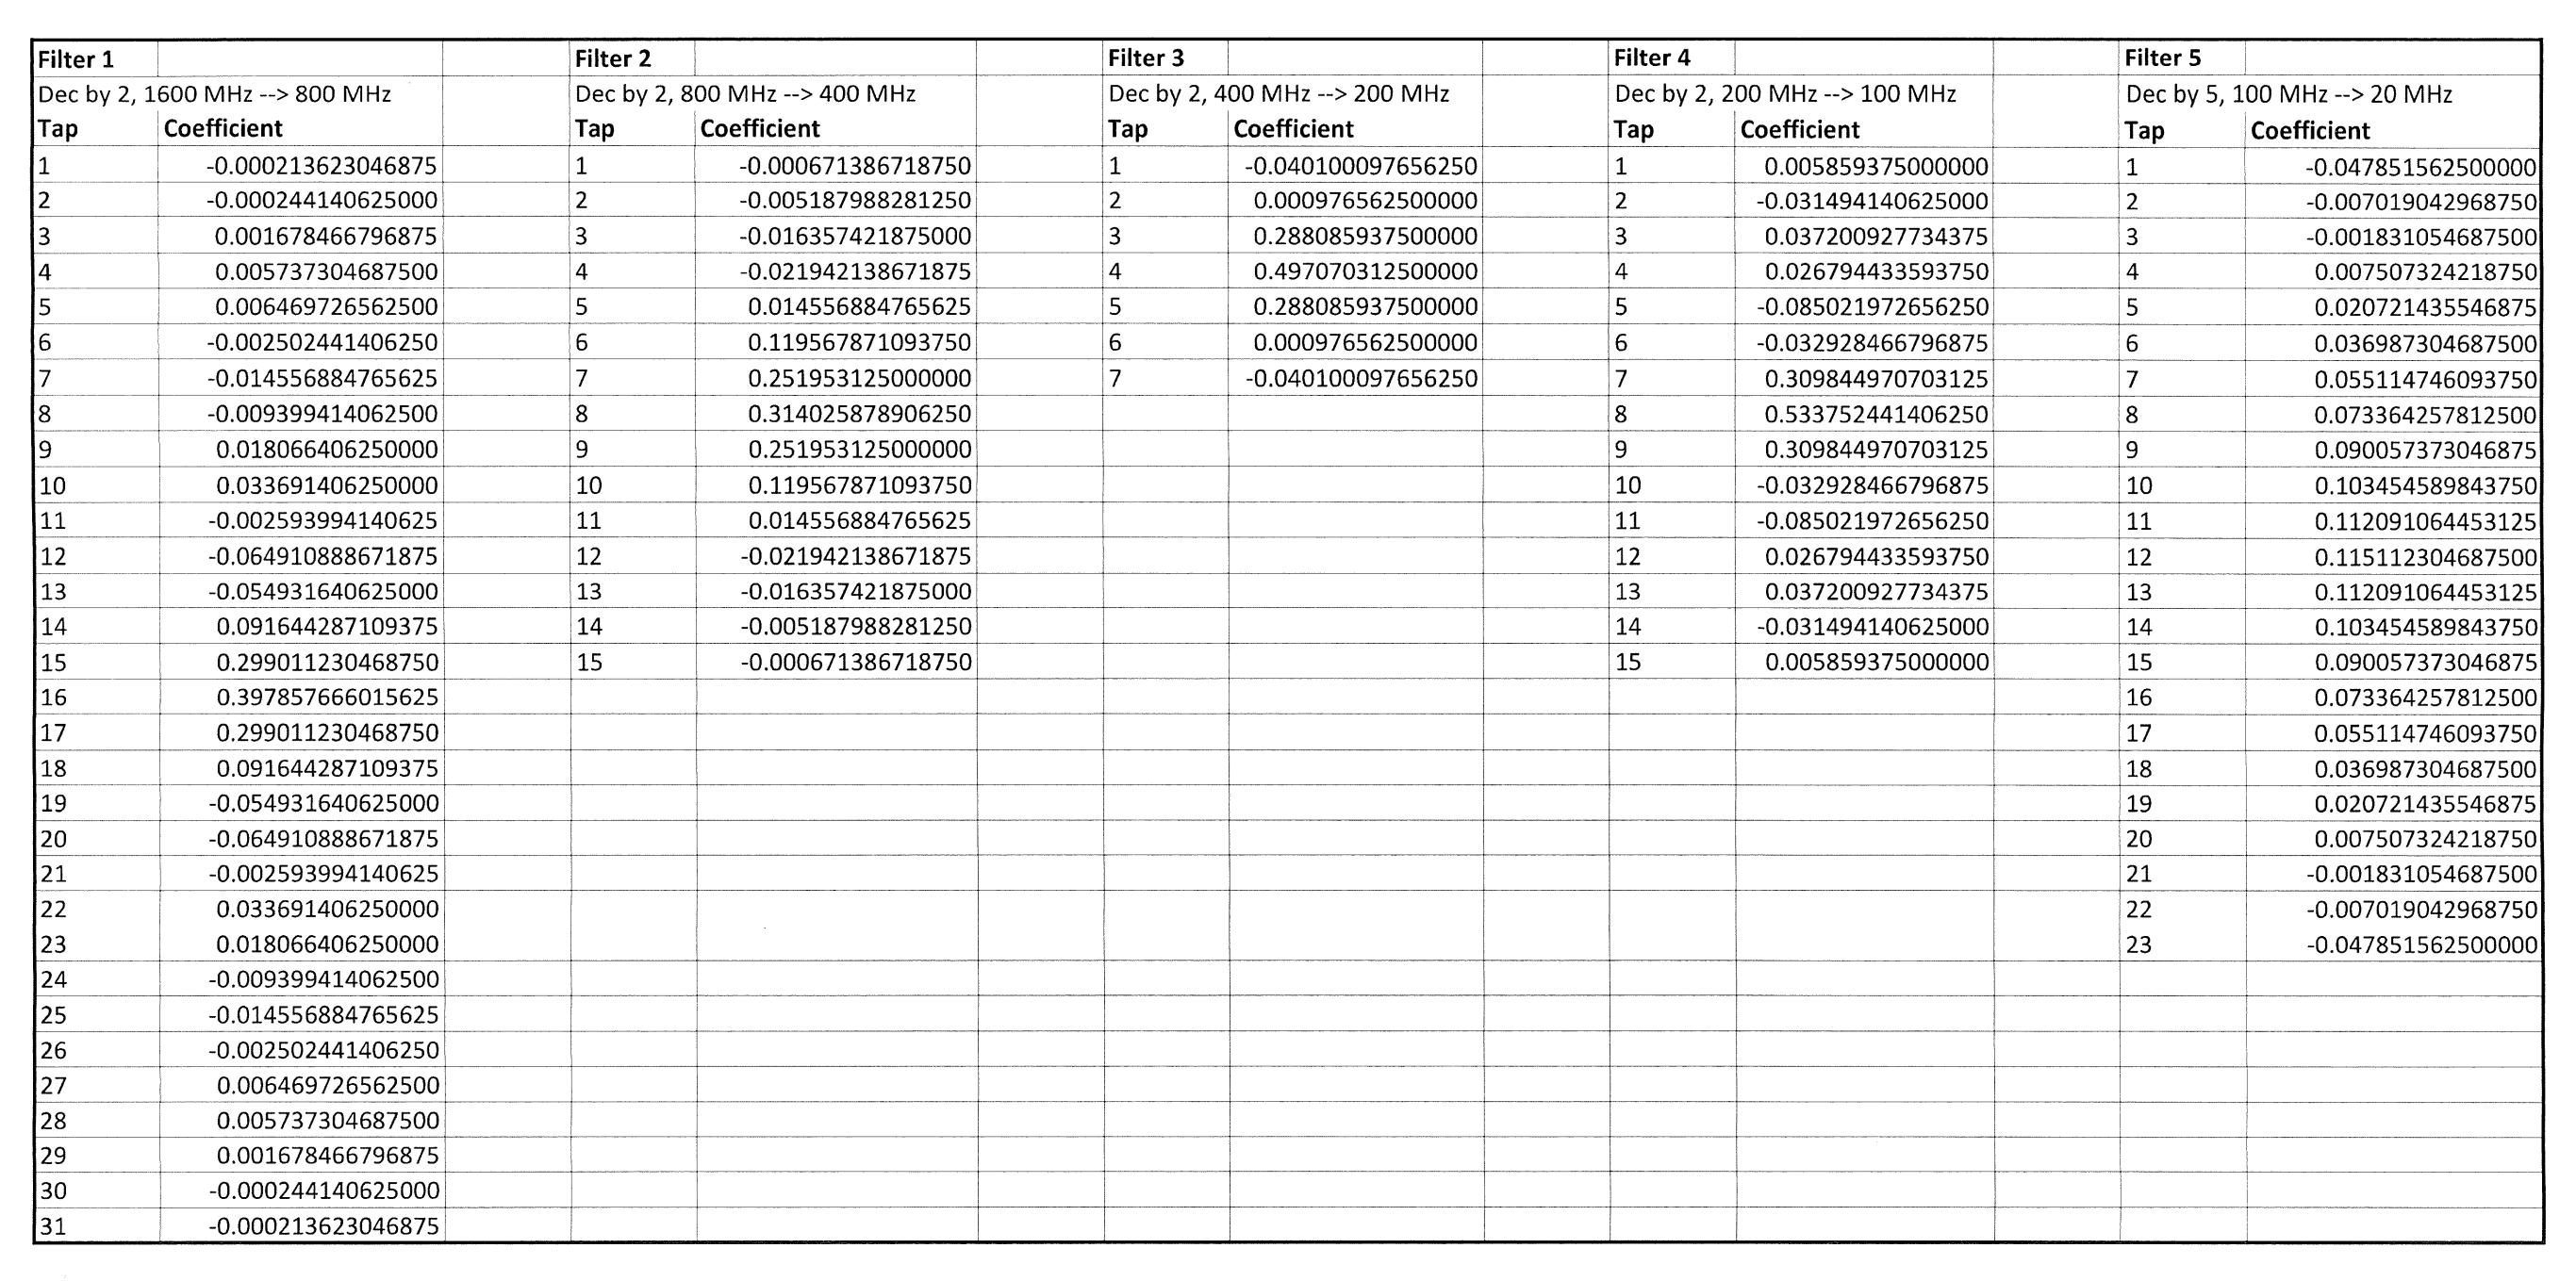 Filter 1 Filter 2 Filter 3 Filter 4 Filter 5
Dec by 2, 1600 MHz --> 800 MHz Dec by 2, 800 MHz --> 400 MHz Dec by 2, 400 MHz --> 200 MHz Dec by 2, 200 MHz --> 100 MHz Dec by 5, 100 MHz --> 20 MHz
Tap Coefficient Tap Coefficient Tap Coefficient Tap Coefficient Tap Coefficient
1 -0.000213623046875 1 -0.000671386718750 1 -0.040100097656250 1 0.005859375000000 1 -0.047851562500000
2 -0.000244140625000 2 -0.005187988281250 2 0.000976562500000 2 -0.031494140625000 2 -0.007019042968750
3 0.001678466796875 3 -0.016357421875000 3 0.288085937500000 3 0.037200927734375 3 -0.001831054687500
4 0.005737304687500 4 -0.021942138671875 4 0.497070312500000 4 0.026794433593750 4 0.007507324218750
5 0.006469726562500 5 0.014556884765625 5 0.288085937500000 5 -0.085021972656250 5 0.020721435546875
6 -0.002502441406250 6 0.119567871093750 6 0.000976562500000 6 -0.032928466796875 6 0.036987304687500
7 -0.014556884765625 7 0.251953125000000 7 -0.040100097656250 7 0.309844970703125 7 0.055114746093750
8 -0.009399414062500 8 0.314025878906250 8 0.533752441406250 8 0.073364257812500
9 0.018066406250000 9 0.251953125000000 9 0.309844970703125 9 0.090057373046875
10 0.033691406250000 10 0.119567871093750 10 -0.032928466796875 10 0.103454589843750
11 -0.002593994140625 11 0.014556884765625 11 -0.085021972656250 11 0.112091064453125
12 -0.064910888671875 12 -0.021942138671875 12 0.026794433593750 12 0.115112304687500
13 -0.054931640625000 13 -0.016357421875000 13 0.037200927734375 13 0.112091064453125
14 0.091644287109375 14 -0.005187988281250 14 -0.031494140625000 14 0.103454589843750
15 0.299011230468750 15 -0.000671386718750 15 0.005859375000000 15 0.090057373046875
16 0.397857666015625 16 0.073364257812500
17 0.299011230468750 17 0.055114746093750
18 0.091644287109375 18 0.036987304687500
19 -0.054931640625000 19 0.020721435546875
20 -0.064910888671875 20 0.007507324218750
21 -0.002593994140625 21 -0.001831054687500
22 0.033691406250000 22 -0.007019042968750
23 0.018066406250000 23 -0.047851562500000
24 -0.009399414062500
25 -0.014556884765625
26 -0.002502441406250
27 0.006469726562500
28 0.005737304687500
29 0.001678466796875
30 -0.000244140625000
31 -0.000213623046875